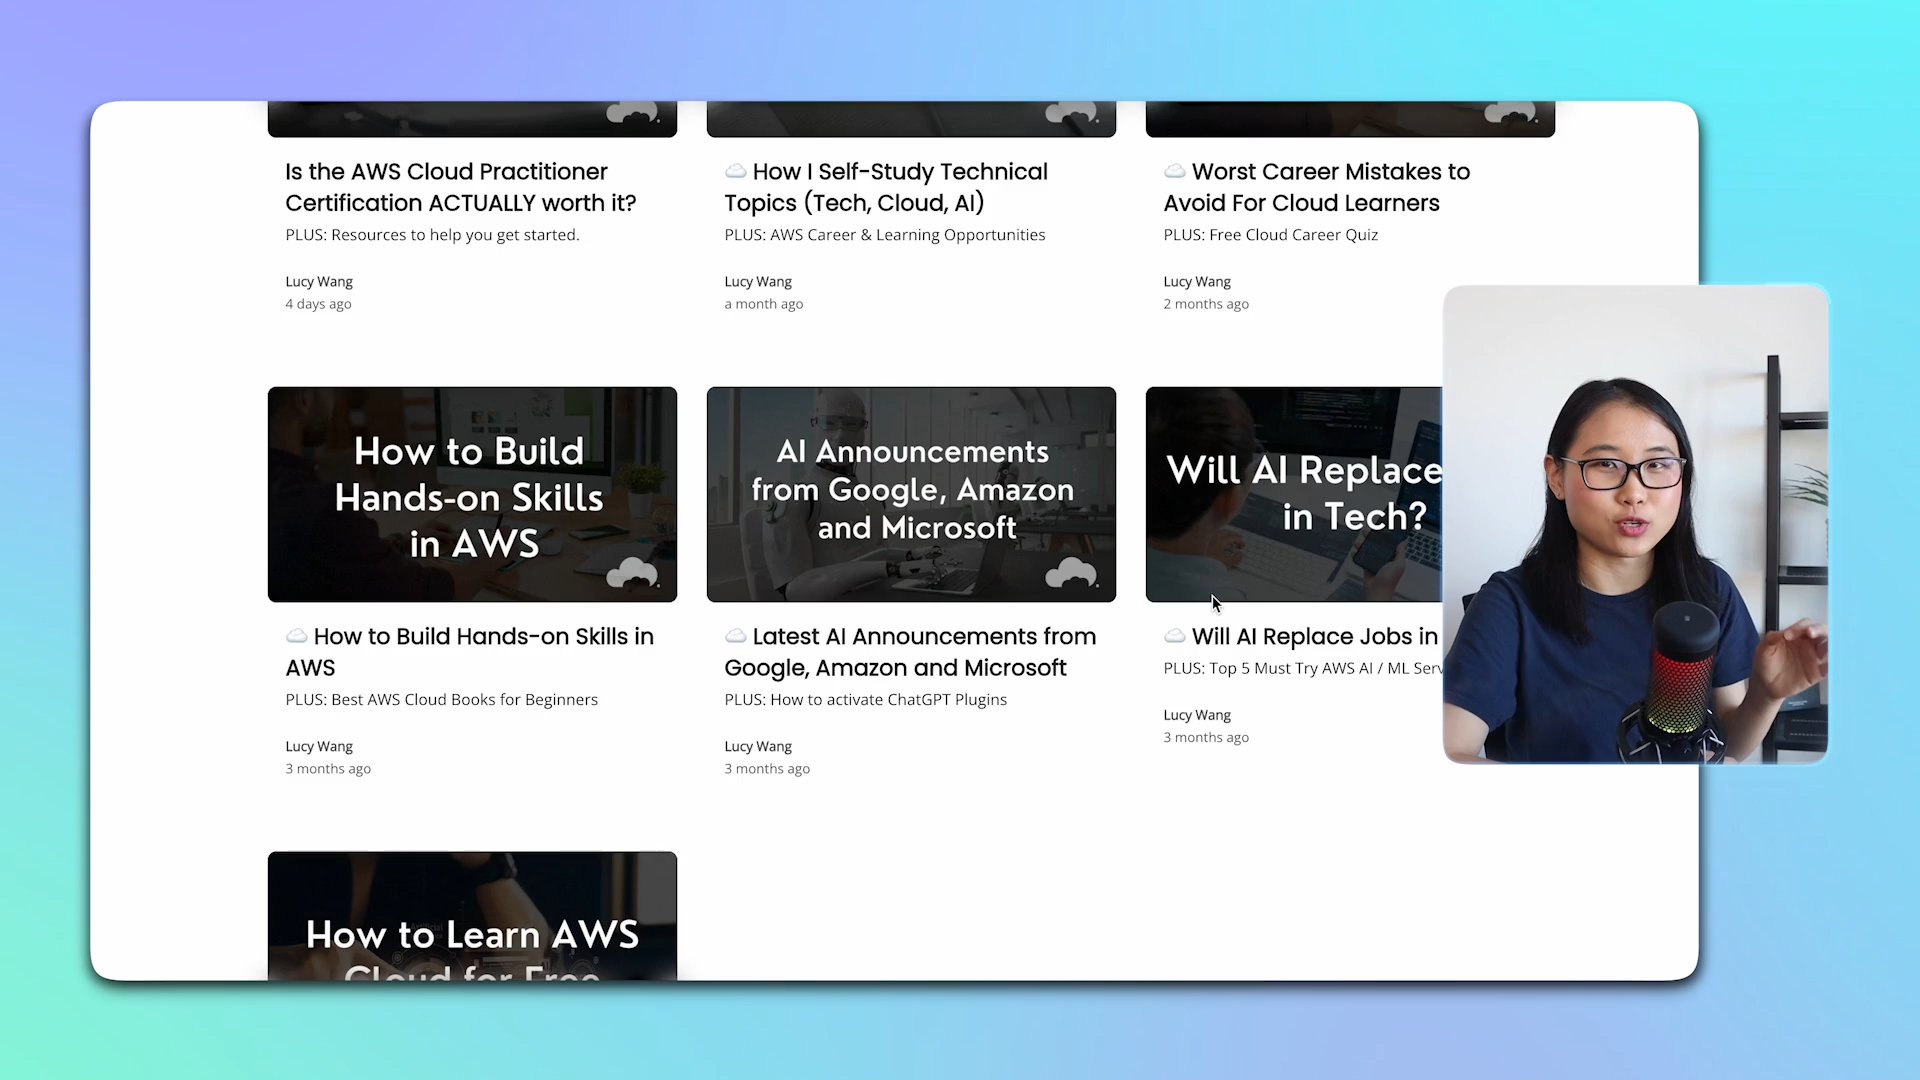 Is the AWS Cloud Practitioner
Certification ACTUALLY worth it?
PLUS: Resources to help you get started.
Lucy Wang
4 days ago
How I Self-Study Technical
Topics (Tech, Cloud, AI)
PLUS: AWS Career & Learning Opportunities
Lucy Wang
a month ago
Worst Career Mistakes to
Avoid For Cloud Learners
PLUS: Free Cloud Career Quiz
Lucy Wang
2 months ago
How to Build
Hands-on Skills
in AWS
How to Build Hands-on Skills in
AWS
PLUS: Best AWS Cloud Books for Beginners
Lucy Wang
3 months ago
AI Announcements
from Google, Amazon
and Microsoft
Latest AI Announcements from
Google, Amazon and Microsoft
PLUS: How to activate ChatGPT Plugins
Lucy Wang
3 months ago
Will AI Replace
in Tech?
Will AI Replace Jobs in
PLUS: Top 5 Must Try AWS AI / ML Serv
Lucy Wang
3 months ago
How to Learn AWS
Cloud for Free